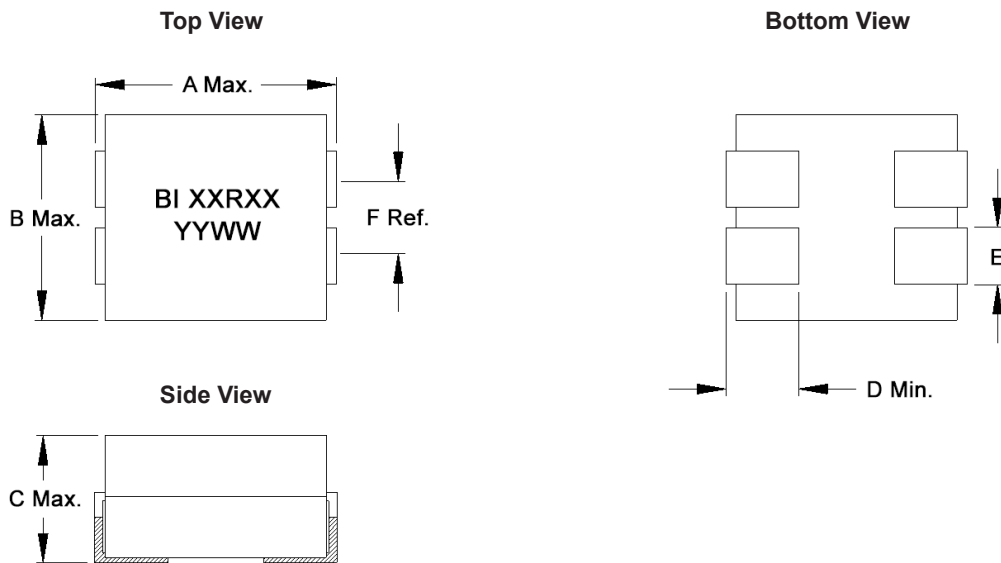 Top View
Bottom View
A Max.
B Max.
BI XXRXX
YYWW
F Ref.
E
D Min.
Side View
C Max.